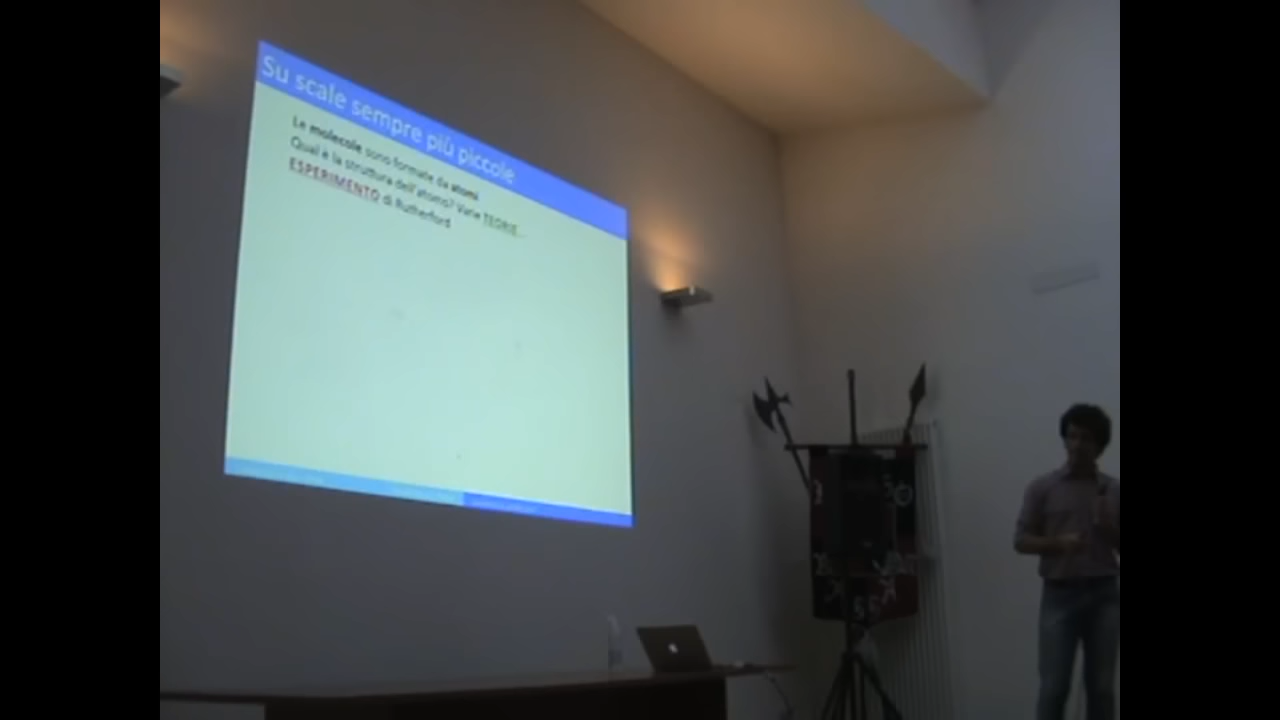 Su scale sempre più piccole
Le molecole sono formate da atomi
Qual è la struttura dell'atomo? Varie TEORIE...
ESPERIMENTO di Rutherford